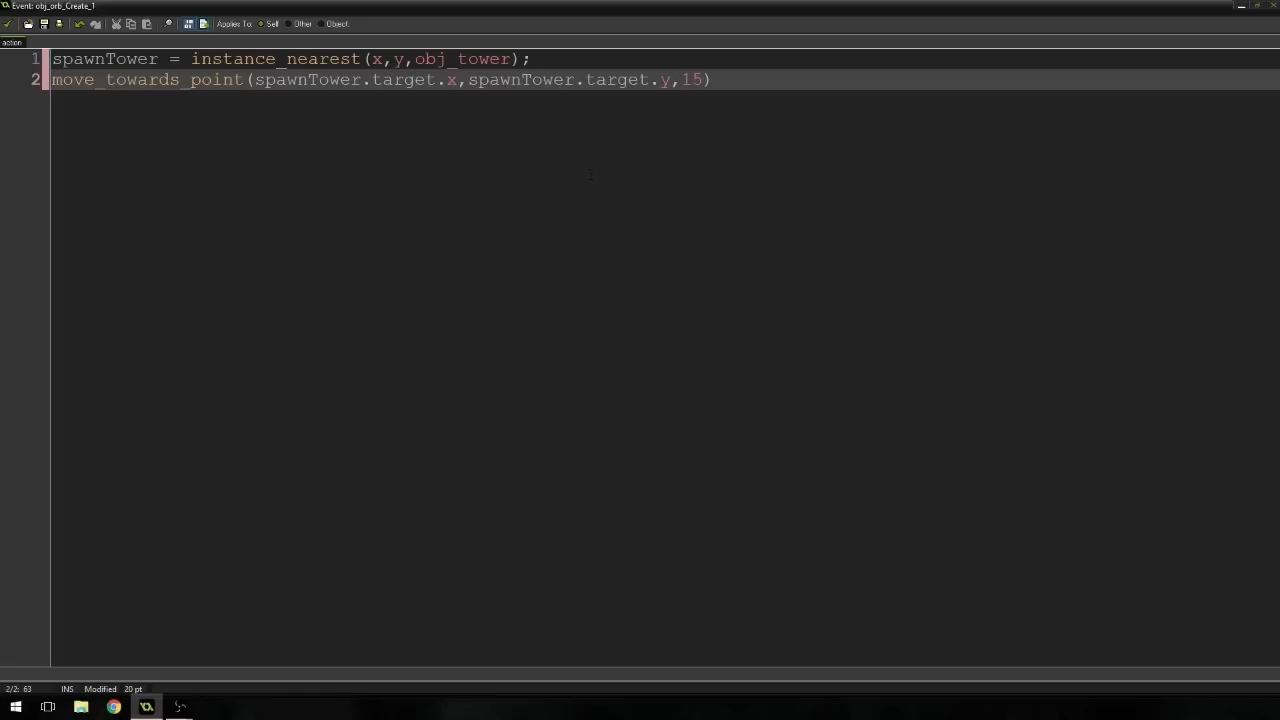 Event: obj_orb_Create_1
Applies To: Self Other Object:
action
1 spawnTower = instance_nearest(x,y,obj_tower);
2 move_towards_point(spawnTower.target.x,spawnTower.target.y,15)
2/2: 63 INS Modified 20 pt